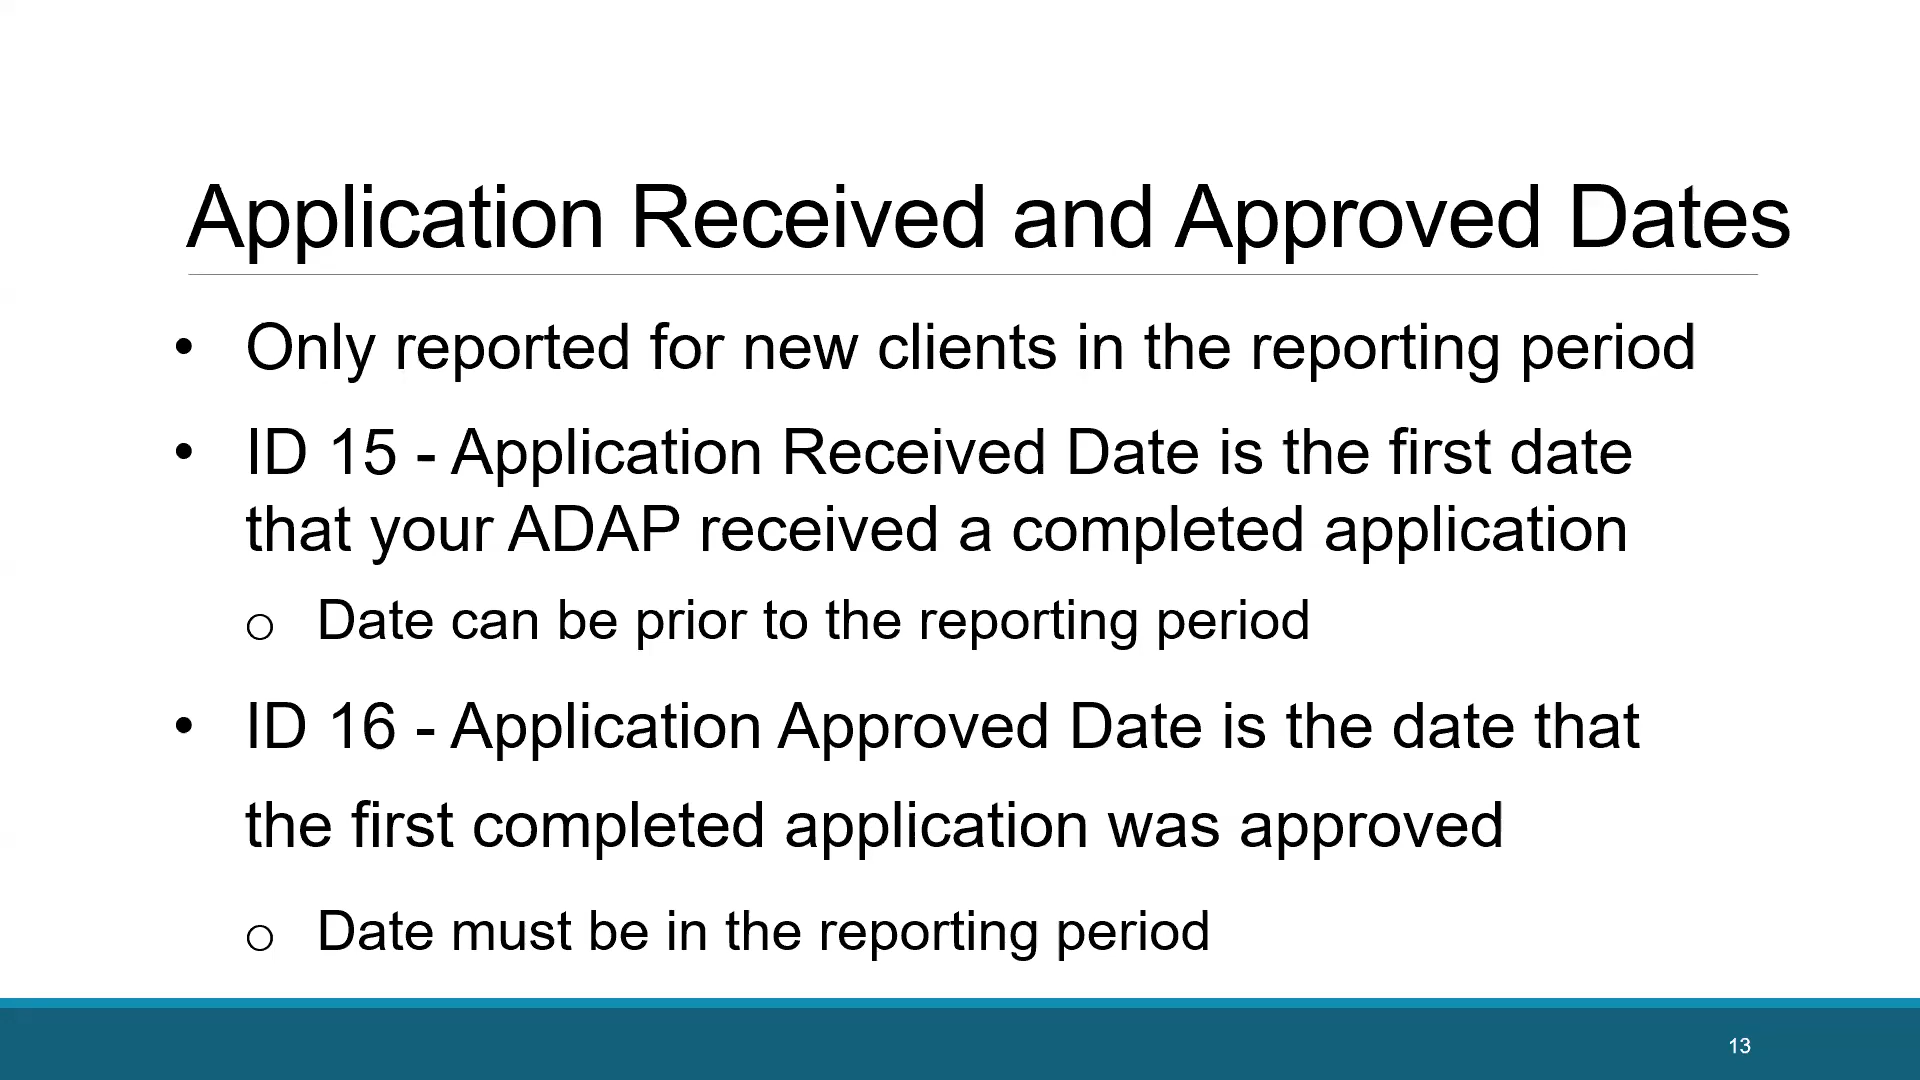 Application Received and Approved Dates
• Only reported for new clients in the reporting period
• ID 15 - Application Received Date is the first date
that your ADAP received a completed application
o Date can be prior to the reporting period
• ID 16 - Application Approved Date is the date that
the first completed application was approved
o Date must be in the reporting period
13